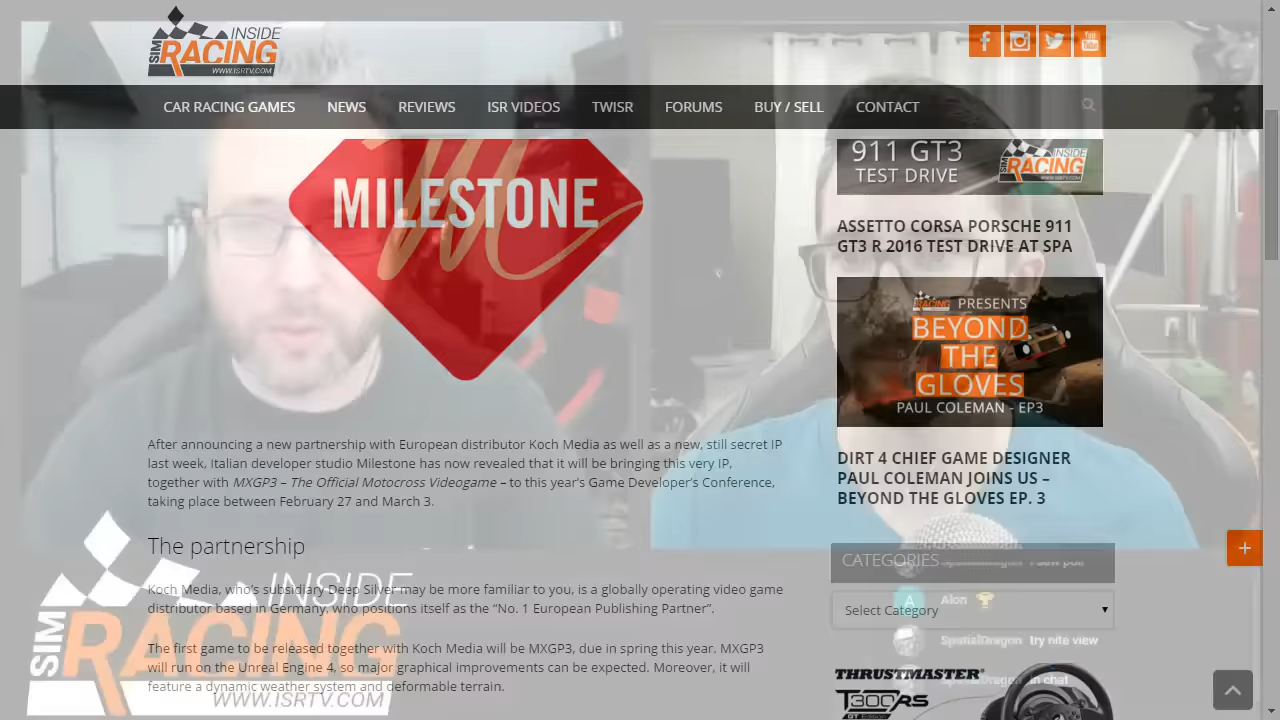 SIM
INSIDE
RACING
WWW.ISRTV.COM
CAR RACING GAMES NEWS REVIEWS ISR VIDEOS TWISR FORUMS BUY / SELL CONTACT
MILESTONE
After announcing a new partnership with European distributor Koch Media as well as a new, still secret IP
last week, Italian developer studio Milestone has now revealed that it will be bringing this very IP,
together with MXGP3 – The Official Motocross Videogame – to this year's Game Developer's Conference,
taking place between February 27 and March 3.
The partnership
Koch Media, who's subsidiary Deep Silver may be more familiar to you, is a globally operating video game
distributor based in Germany, who positions itself as the “No. 1 European Publishing Partner”.
The first game to be released together with Koch Media will be MXGP3, due in spring this year. MXGP3
will run on the Unreal Engine 4, so major graphical improvements can be expected. Moreover, it will
feature a dynamic weather system and deformable terrain.
SIM
INSIDE
RACING
WWW.ISRTV.COM
911 GT3
TEST DRIVE
SIM
INSIDE
RACING
WWW.ISRTV.COM
ASSETTO CORSA PORSCHE 911
GT3 R 2016 TEST DRIVE AT SPA
RACING PRESENTS
BEYOND
THE
GLOVES
PAUL COLEMAN - EP3
DIRT 4 CHIEF GAME DESIGNER
PAUL COLEMAN JOINS US –
BEYOND THE GLOVES EP. 3
CATEGORIES
Select Category
A Alon
SpatialDragon try nite view
SpatialDragon in chat
THRUSTMASTER
T300RS
GT EDITION